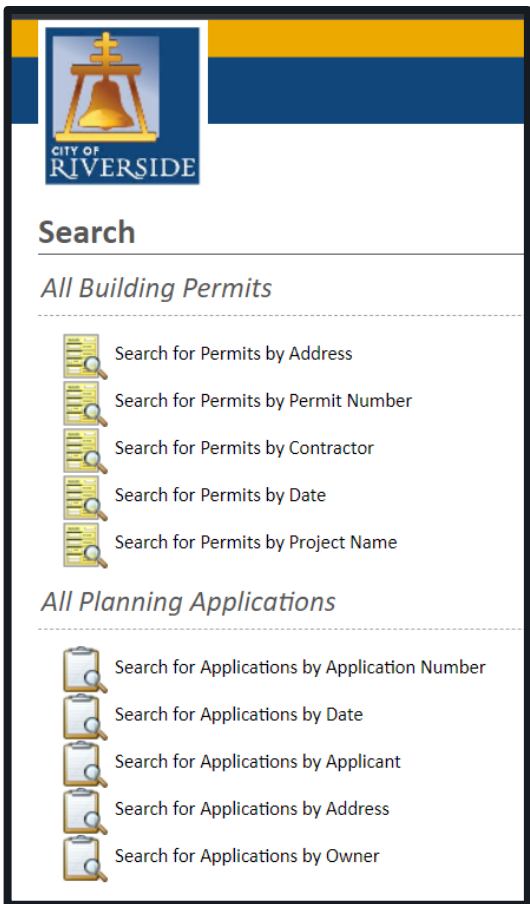 CITY OF
RIVERSIDE
Search
All Building Permits
Search for Permits by Address
Search for Permits by Permit Number
Search for Permits by Contractor
Search for Permits by Date
Search for Permits by Project Name
All Planning Applications
Search for Applications by Application Number
Search for Applications by Date
Search for Applications by Applicant
Search for Applications by Address
Search for Applications by Owner